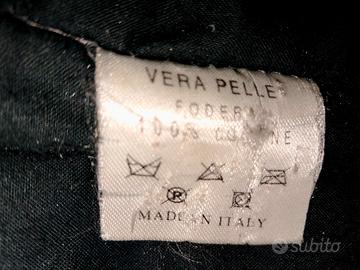 VERA PELLE
FODERA
100% COTONE
MADE IN ITALY
subito